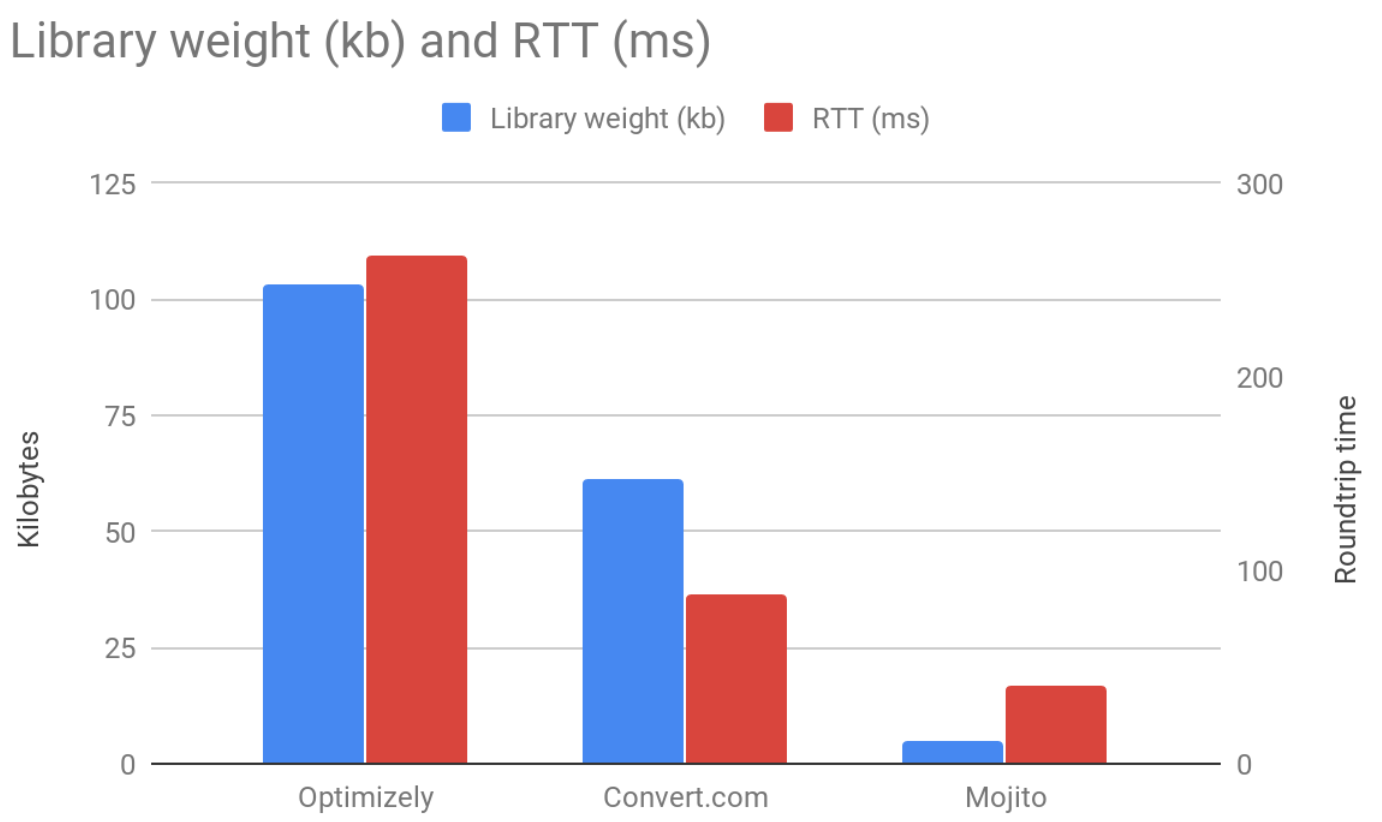 Library weight (kb) and RTT (ms)
Library weight (kb) RTT (ms)
125 300
100
200
75
50
100
25
0 0
Kilobytes
Roundtrip time
Optimizely Convert.com Mojito